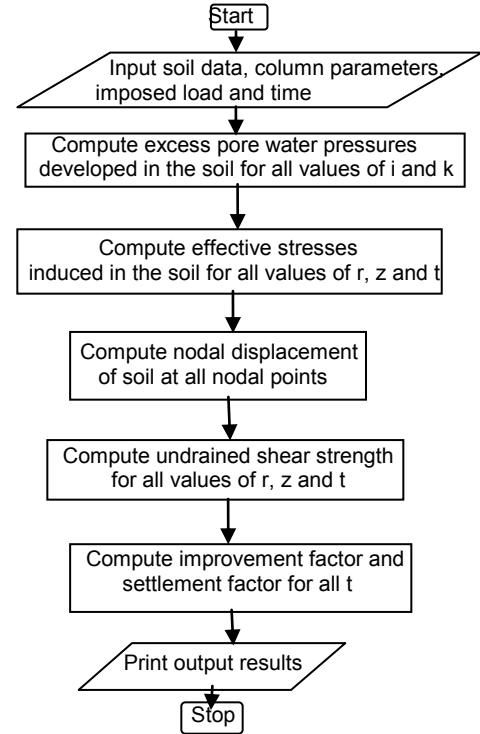 Start
Input soil data, column parameters,
imposed load and time
Compute excess pore water pressures
developed in the soil for all values of i and k
Compute effective stresses
induced in the soil for all values of r, z and t
Compute nodal displacement
of soil at all nodal points
Compute undrained shear strength
for all values of r, z and t
Compute improvement factor and
settlement factor for all t
Print output results
Stop